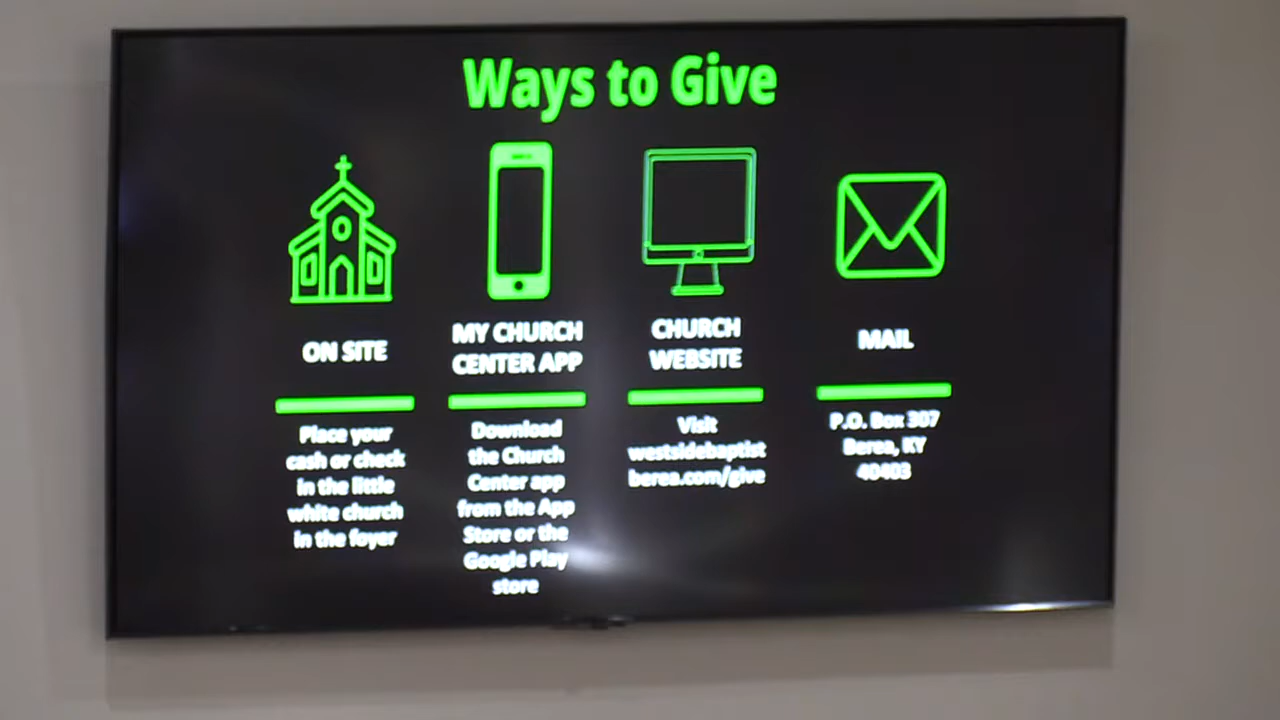 Ways to Give
ON SITE
Place your
cash or check
in the little
white church
in the foyer
MY CHURCH
CENTER APP
Download
the Church
Center app
from the App
Store or the
Google Play
store
CHURCH
WEBSITE
Visit
westsidebaptist
berea.com/give
MAIL
P.O. Box 307
Berea, KY
40403